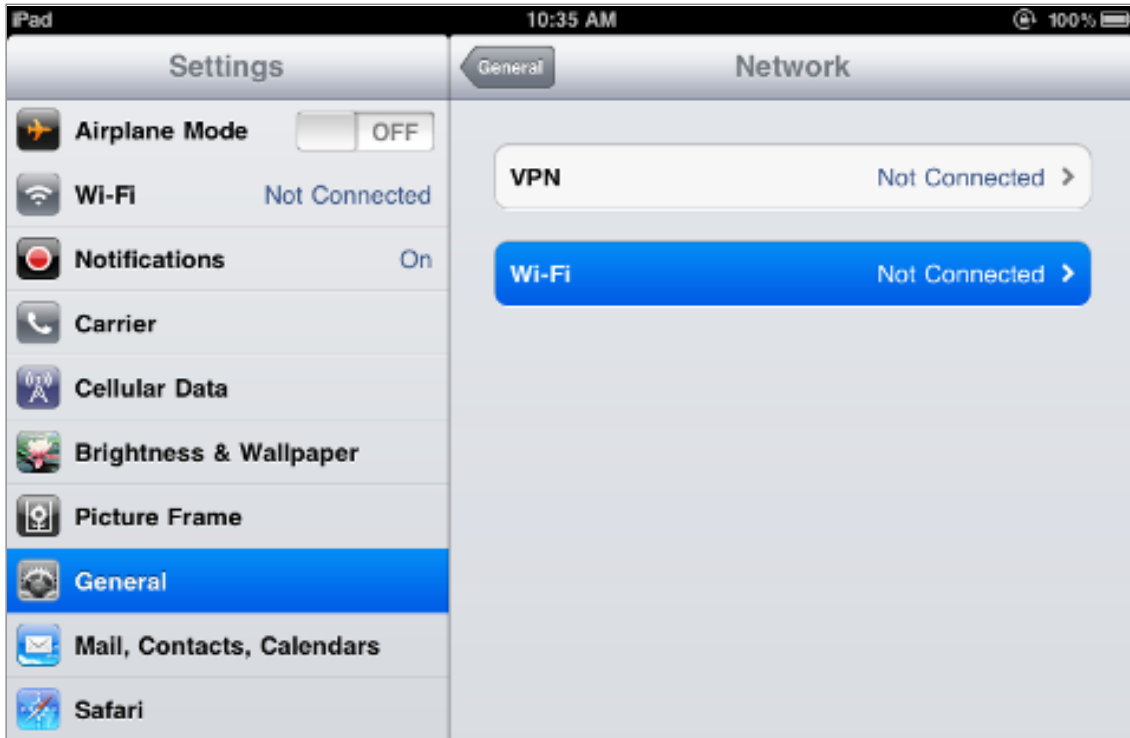 iPad 10:35 AM 100%
Settings
Airplane Mode OFF
Wi-Fi Not Connected
Notifications On
Carrier
Cellular Data
Brightness & Wallpaper
Picture Frame
General
Mail, Contacts, Calendars
Safari
General Network
VPN Not Connected
Wi-Fi Not Connected